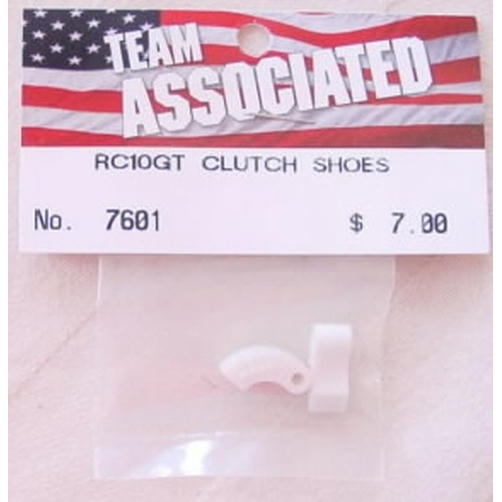 TEAM
ASSOCIATED
RC10GT CLUTCH SHOES
No. 7601 $ 7.00